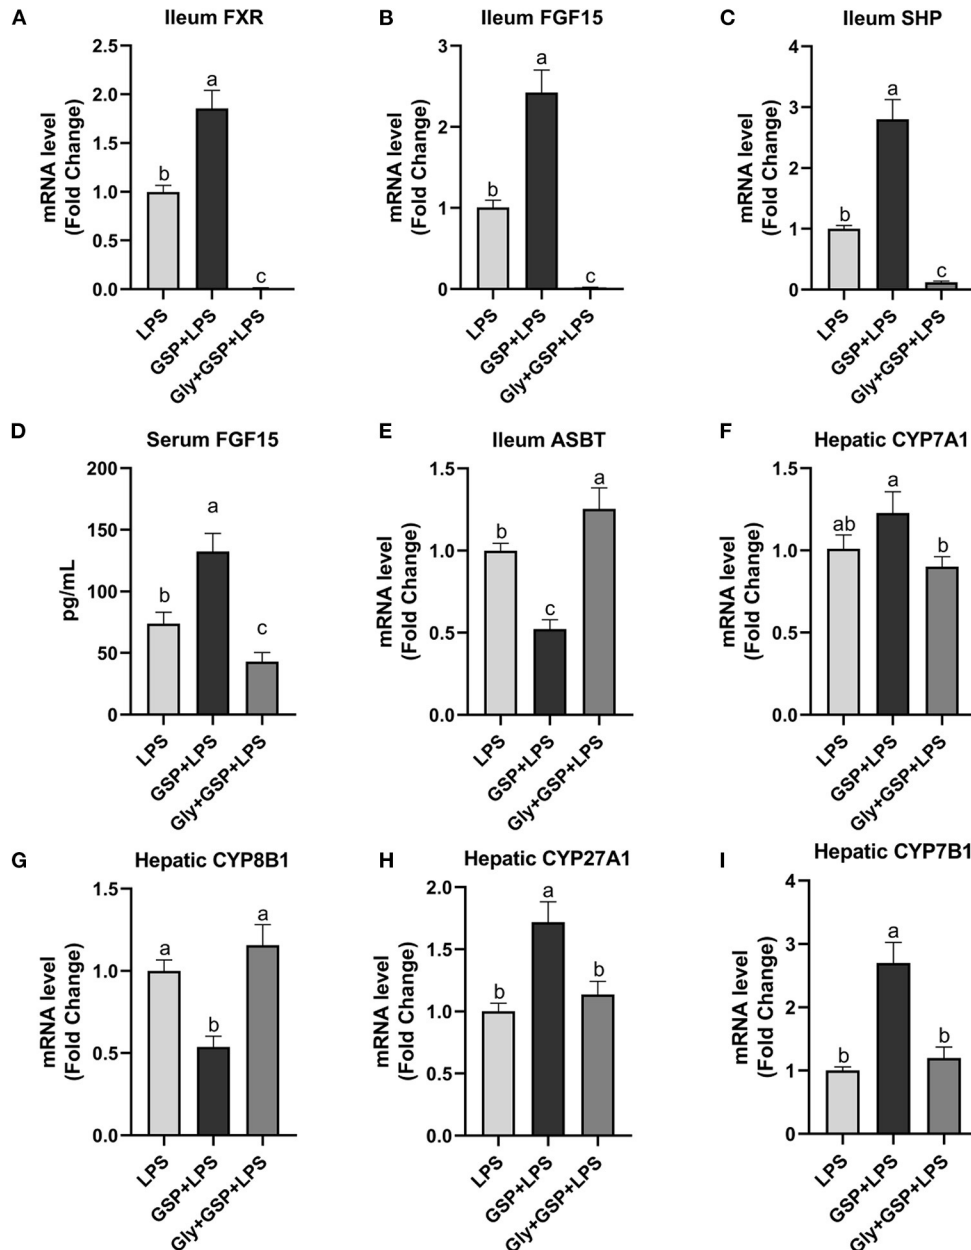 A
Ileum FXR
mRNA level
(Fold Change)
2.5
2.0
1.5
1.0
0.5
0.0
b
a
c
LPS
GSP+LPS
Gly+GSP+LPS
B
Ileum FGF15
mRNA level
(Fold Change)
3
2
1
0
b
a
c
LPS
GSP+LPS
Gly+GSP+LPS
C
Ileum SHP
mRNA level
(Fold Change)
4
3
2
1
0
b
a
c
LPS
GSP+LPS
Gly+GSP+LPS
D
Serum FGF15
pg/mL
200
150
100
50
0
b
a
c
LPS
GSP+LPS
Gly+GSP+LPS
E
Ileum ASBT
mRNA level
(Fold Change)
1.5
1.0
0.5
0.0
b
c
a
LPS
GSP+LPS
Gly+GSP+LPS
F
Hepatic CYP7A1
mRNA level
(Fold Change)
1.5
1.0
0.5
0.0
ab
a
b
LPS
GSP+LPS
Gly+GSP+LPS
G
Hepatic CYP8B1
mRNA level
(Fold Change)
1.5
1.0
0.5
0.0
a
b
a
LPS
GSP+LPS
Gly+GSP+LPS
H
Hepatic CYP27A1
mRNA level
(Fold Change)
2.0
1.5
1.0
0.5
0.0
b
a
b
LPS
GSP+LPS
Gly+GSP+LPS
I
Hepatic CYP7B1
mRNA level
(Fold Change)
4
3
2
1
0
b
a
b
LPS
GSP+LPS
Gly+GSP+LPS